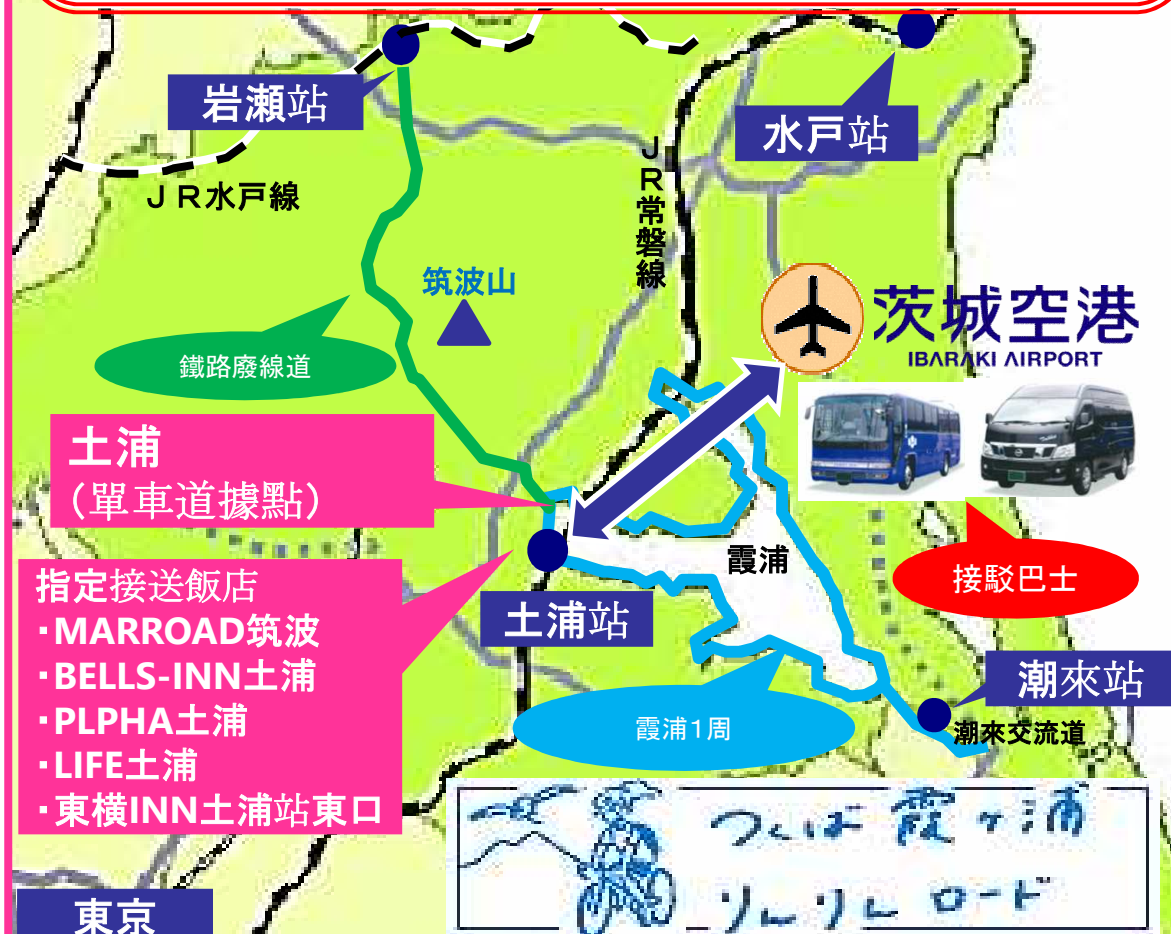 岩瀬站
水戸站
ＪＲ水戸線
ＪＲ常磐線
筑波山
茨城空港
IBARAKI AIRPORT
鐵路廢線道
土浦
（單車道據點）
霞浦
接駁巴士
指定接送飯店
・MARROAD筑波
・BELLS-INN土浦
・PLPHA土浦
・LIFE土浦
・東横INN土浦站東口
土浦站
潮來站
霞浦1周
潮來交流道
つくば霞ヶ浦
りんりんロード
東京